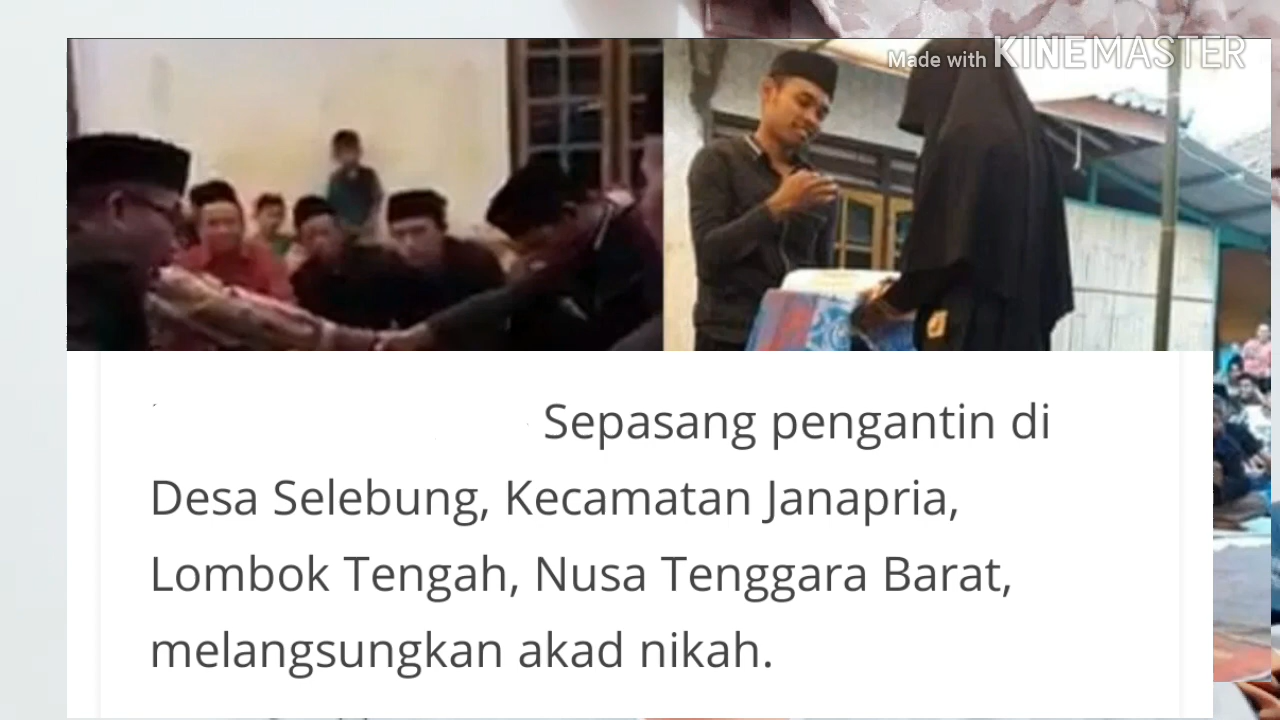 Made with KINEMASTER
Sepasang pengantin di
Desa Selebung, Kecamatan Janapria,
Lombok Tengah, Nusa Tenggara Barat,
melangsungkan akad nikah.